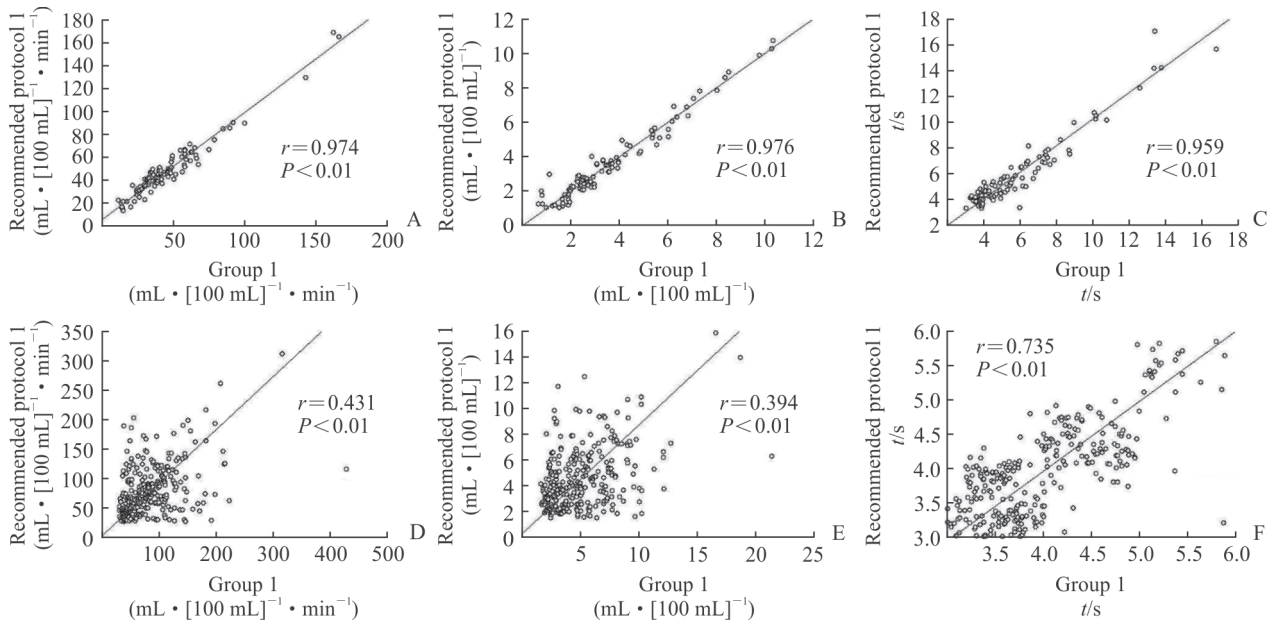 Recommended protocol 1
(mL·[100 mL]⁻¹·min⁻¹)
180
160
140
120
100
80
60
40
20
0
r=0.974
P<0.01
A
50
100
150
200
Group 1
(mL·[100 mL]⁻¹·min⁻¹)
Recommended protocol 1
(mL·[100 mL]⁻¹)
12
10
8
6
4
2
0
r=0.976
P<0.01
B
2
4
6
8
10
12
Group 1
(mL·[100 mL]⁻¹)
Recommended protocol 1
t/s
18
16
14
12
10
8
6
4
2
r=0.959
P<0.01
C
4
6
8
10
12
14
16
18
Group 1
t/s
Recommended protocol 1
(mL·[100 mL]⁻¹·min⁻¹)
350
300
250
200
150
100
50
0
r=0.431
P<0.01
D
100
200
300
400
500
Group 1
(mL·[100 mL]⁻¹·min⁻¹)
Recommended protocol 1
(mL·[100 mL]⁻¹)
16
14
12
10
8
6
4
2
0
r=0.394
P<0.01
E
5
10
15
20
25
Group 1
(mL·[100 mL]⁻¹)
Recommended protocol 1
t/s
6.0
5.5
5.0
4.5
4.0
3.5
3.0
r=0.735
P<0.01
F
3.5
4.0
4.5
5.0
5.5
6.0
Group 1
t/s